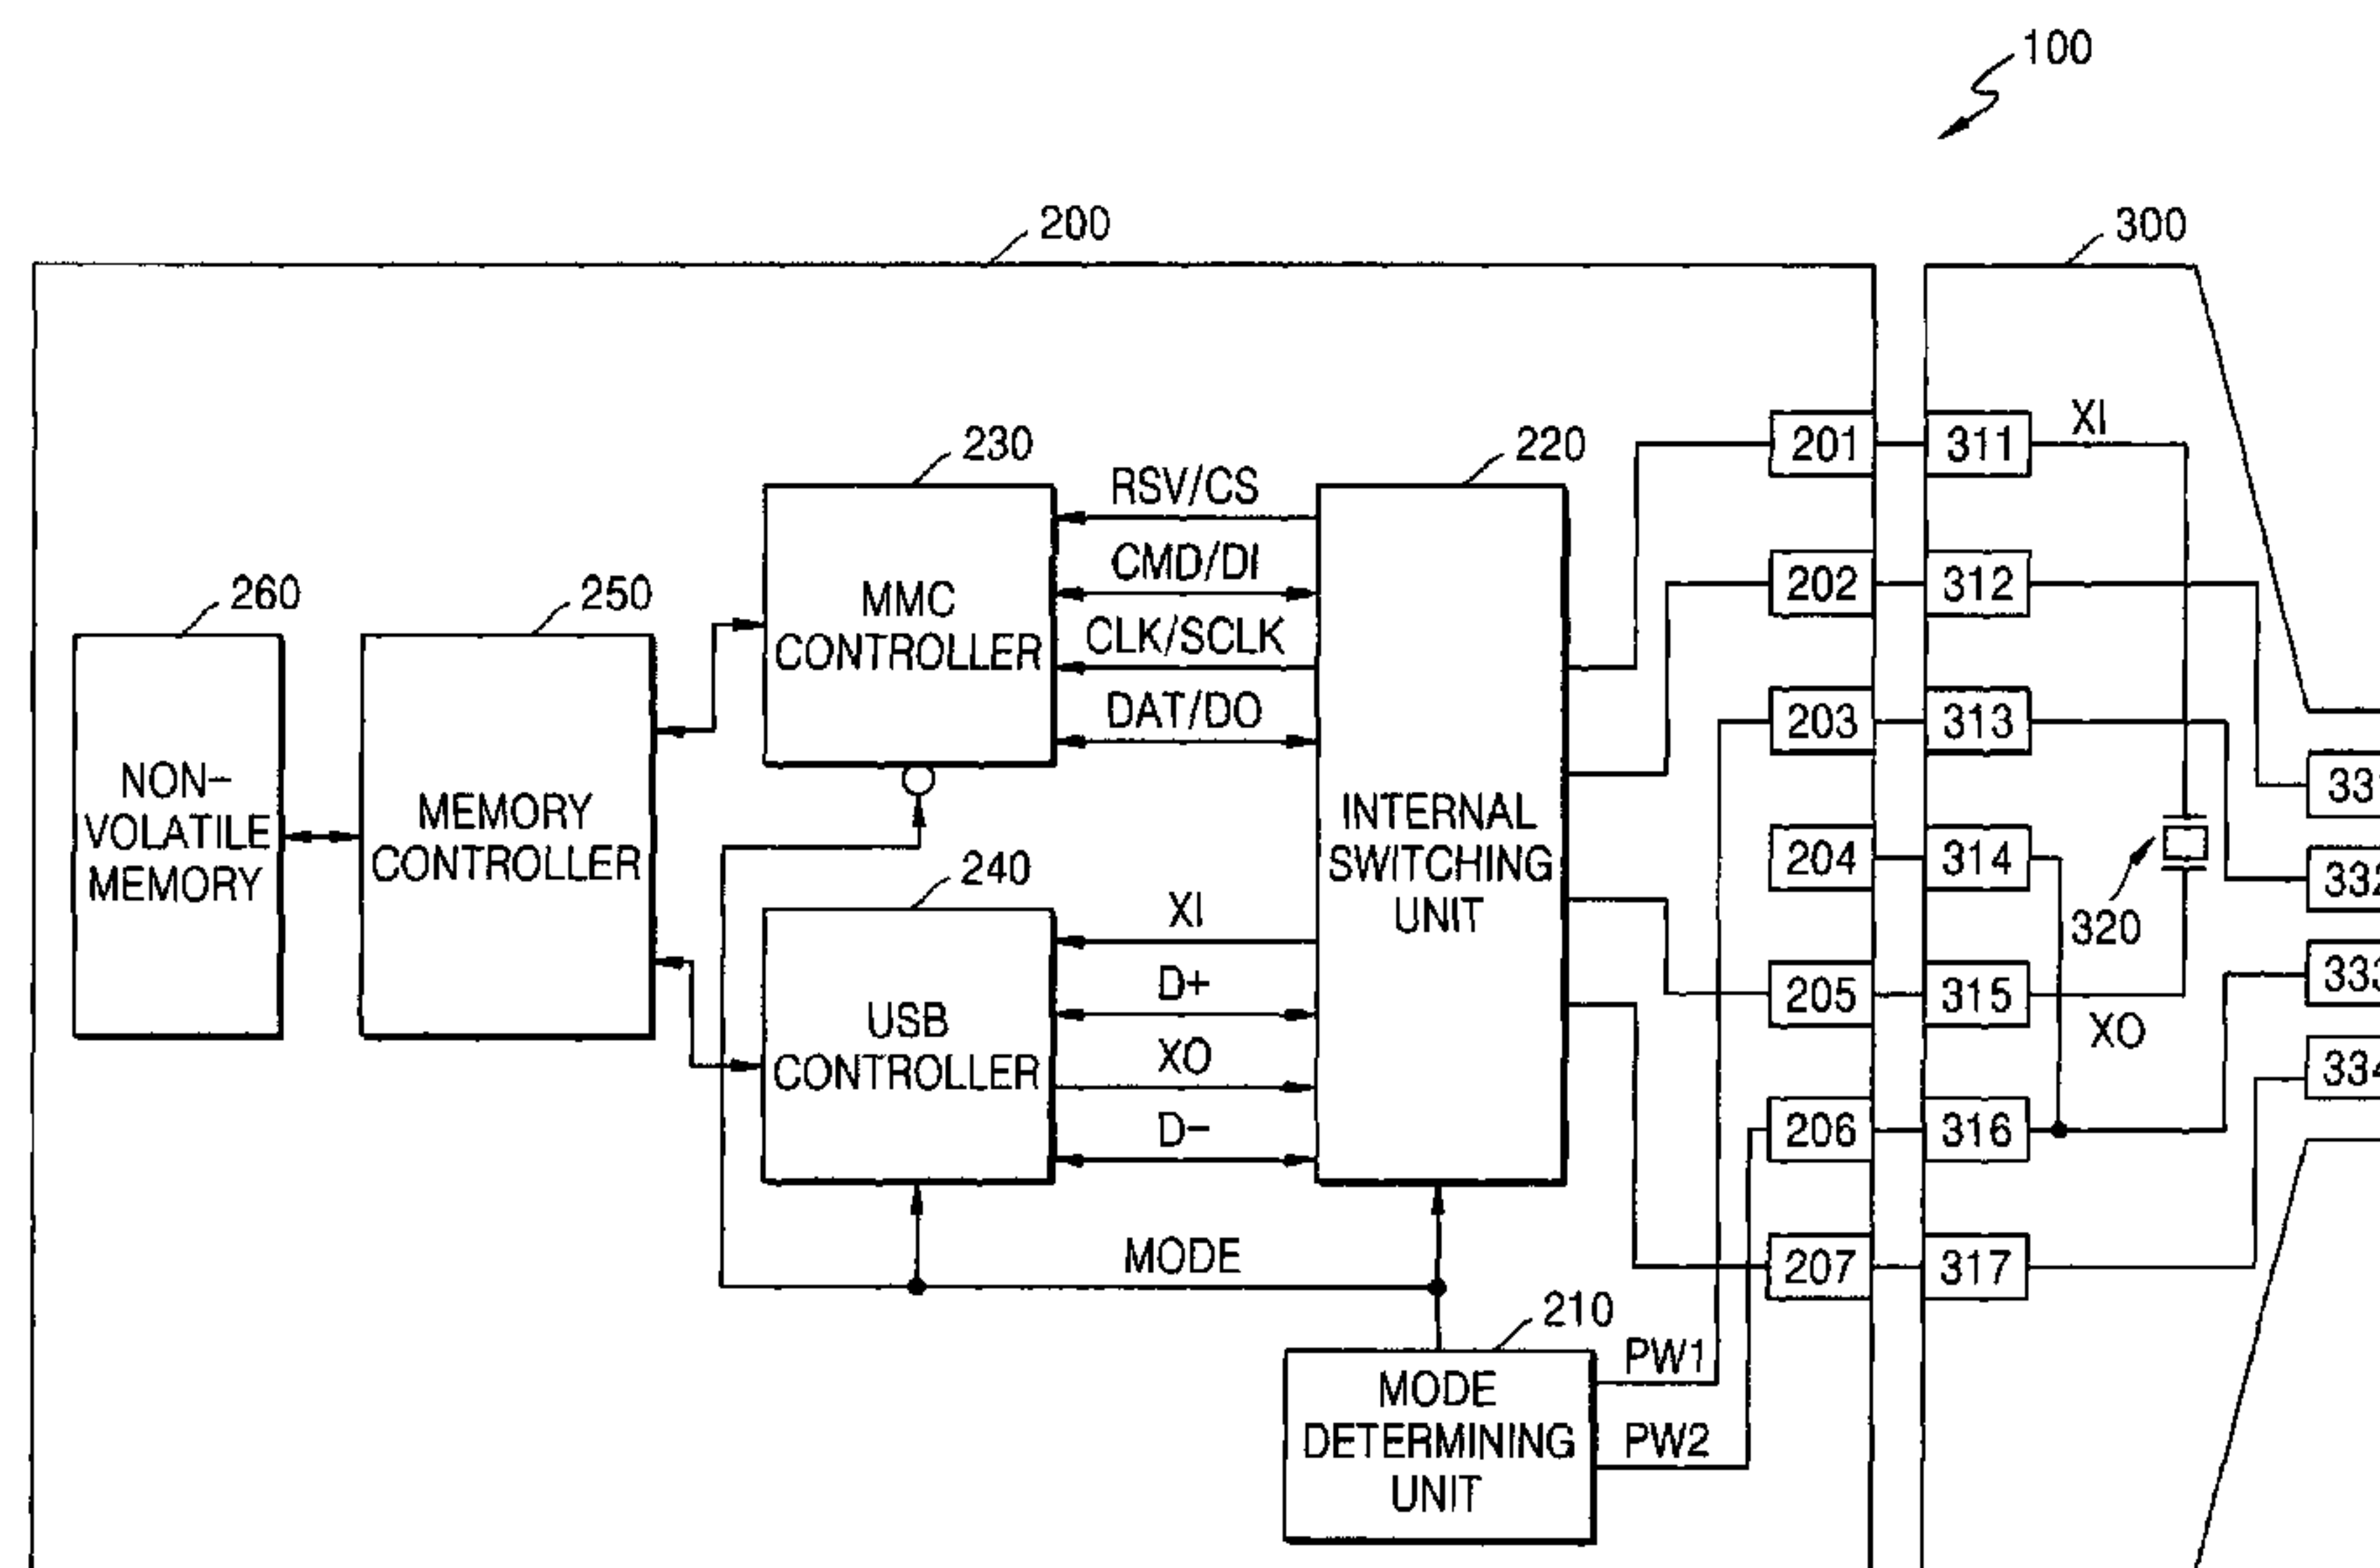 100
200
300
201
311
XI
230
RSV/CS
220
202
312
CMD/DI
260
250
MMC
CONTROLLER
CLK/SCLK
DAT/DO
203
313
NON-
VOLATILE
MEMORY
MEMORY
CONTROLLER
INTERNAL
SWITCHING
UNIT
204
314
320
240
XI
D+
XO
D-
USB
CONTROLLER
205
315
XO
206
316
MODE
207
317
210
PW1
MODE
DETERMINING
UNIT
PW2